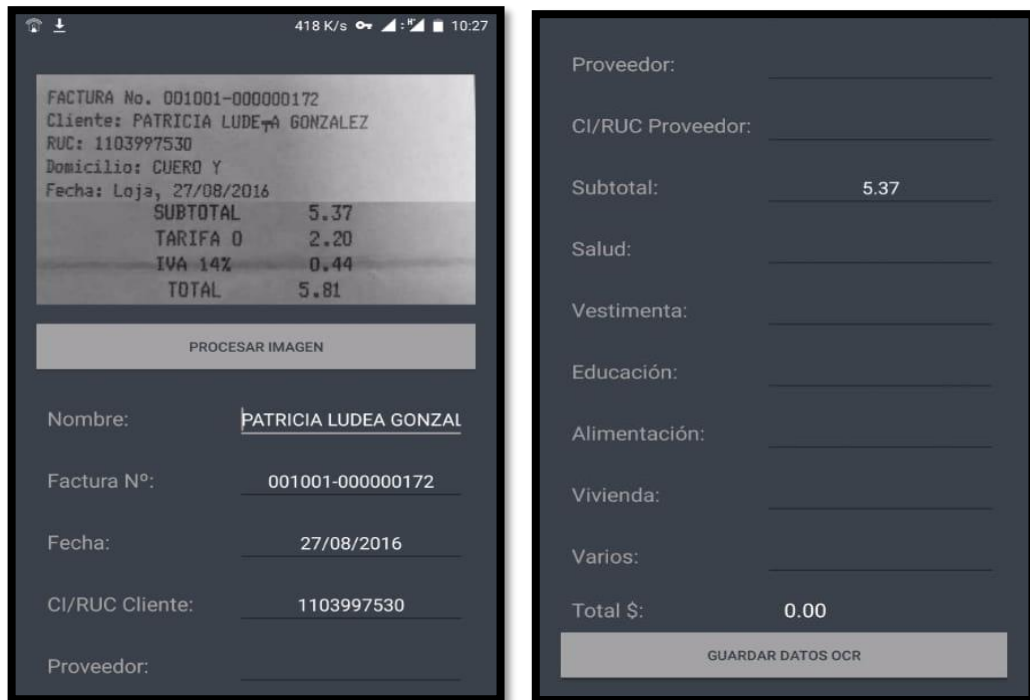 418 K/s H+ 10:27
FACTURA No. 001001-000000172
Cliente: PATRICIA LUDE┬A GONZALEZ
RUC: 1103997530
Domicilio: CUERO Y
Fecha: Loja, 27/08/2016
SUBTOTAL 5.37
TARIFA 0 2.20
IVA 14% 0.44
TOTAL 5.81
PROCESAR IMAGEN
Nombre: PATRICIA LUDEA GONZAL
Factura Nº: 001001-000000172
Fecha: 27/08/2016
CI/RUC Cliente: 1103997530
Proveedor:
Proveedor:
CI/RUC Proveedor:
Subtotal: 5.37
Salud:
Vestimenta:
Educación:
Alimentación:
Vivienda:
Varios:
Total $: 0.00
GUARDAR DATOS OCR